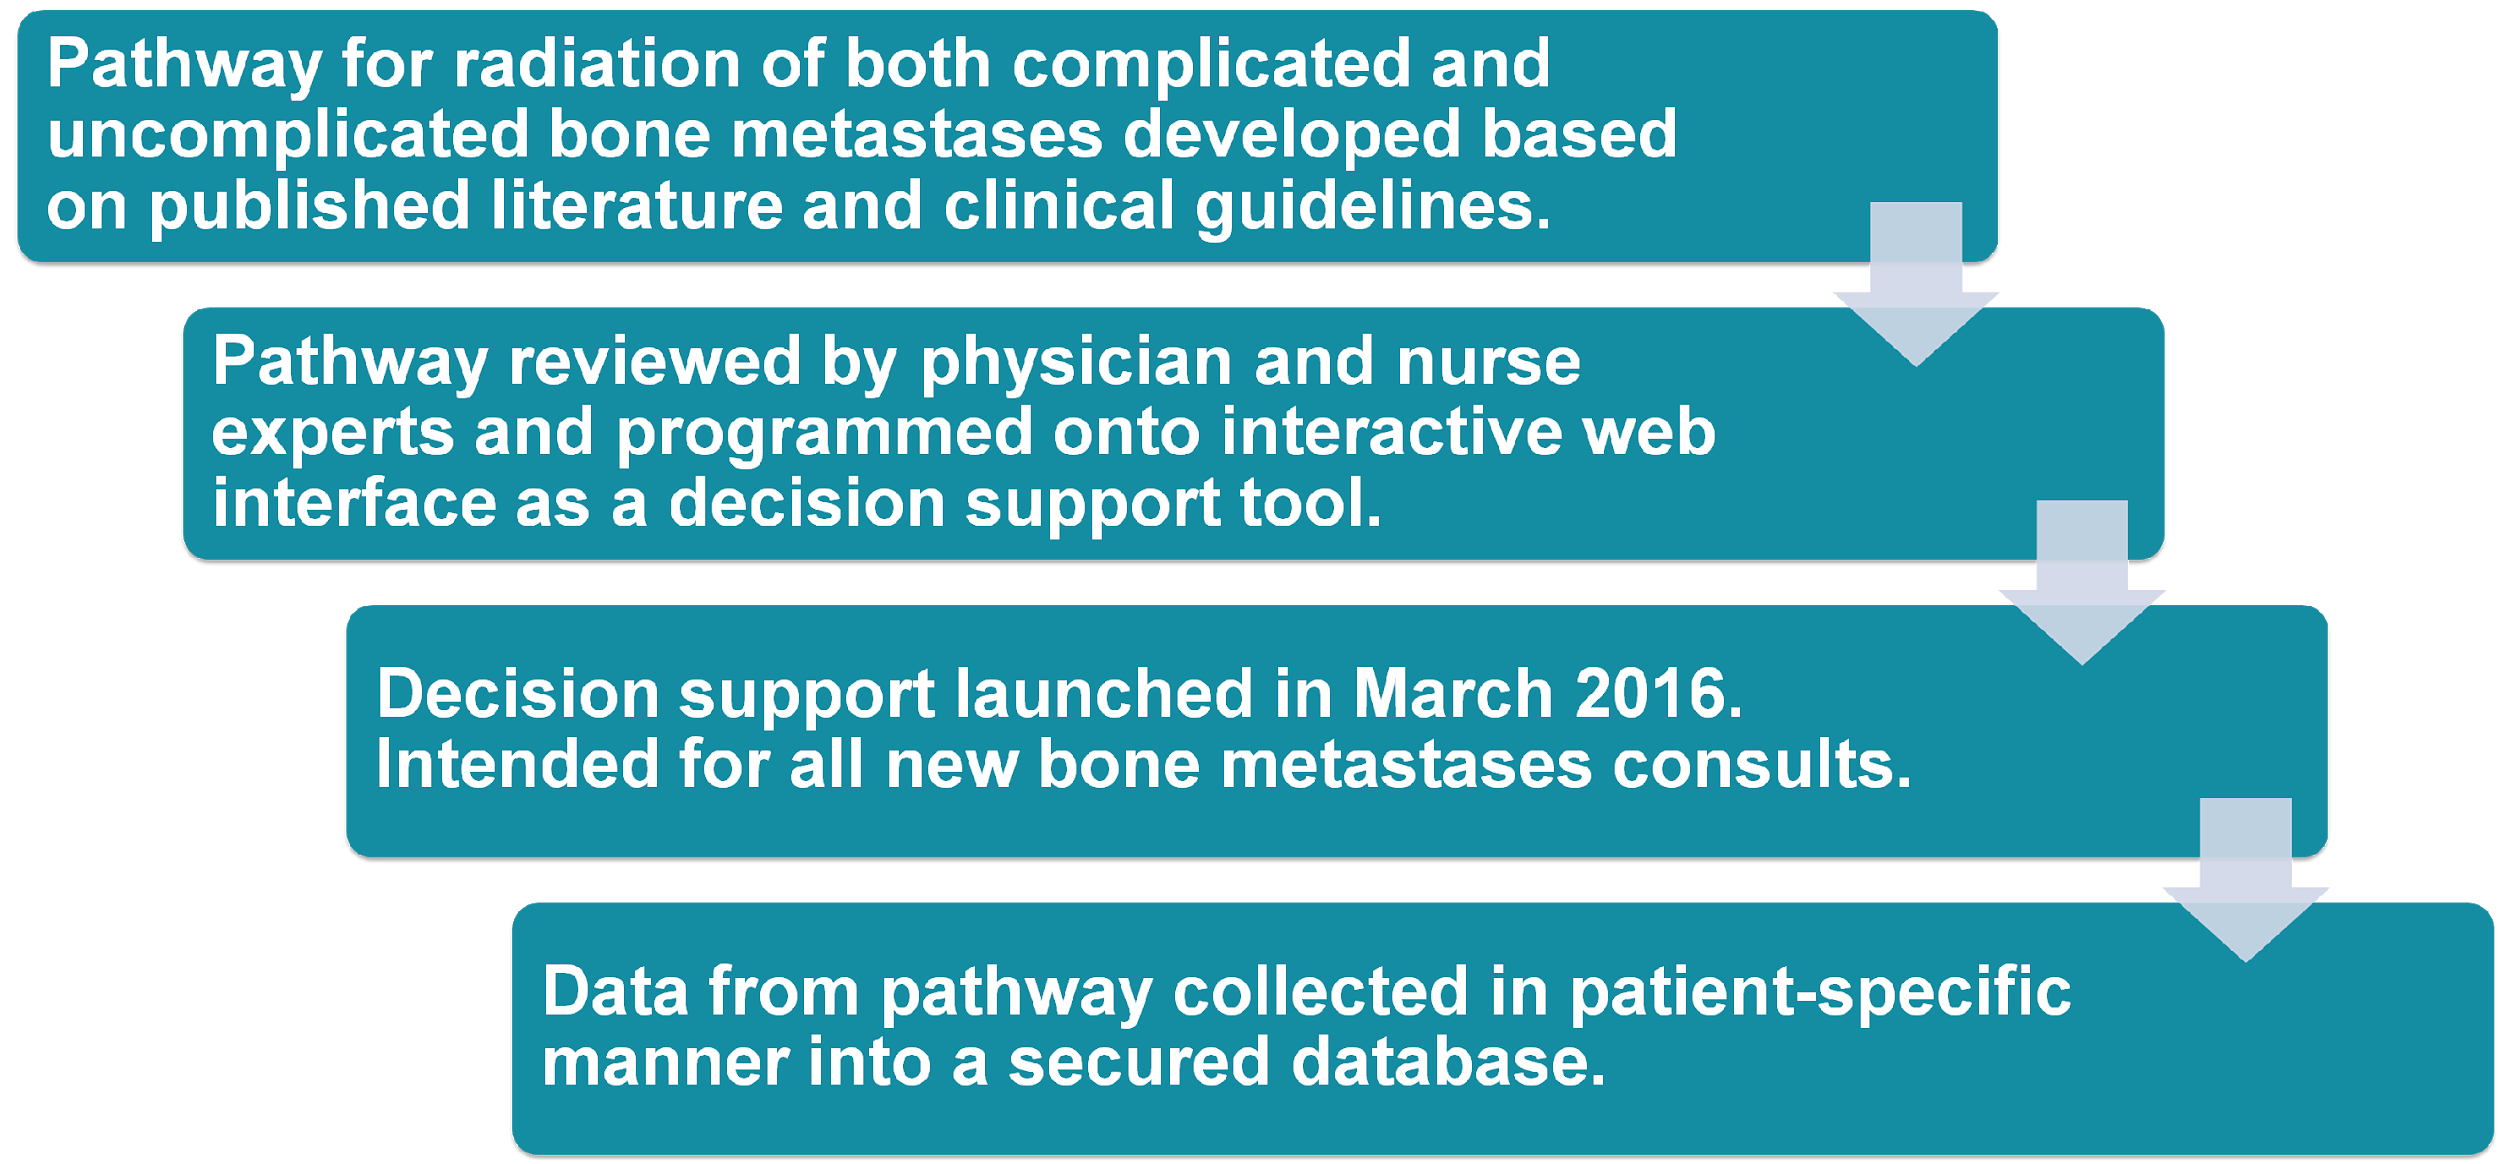 Pathway for radiation of both complicated and
uncomplicated bone metastases developed based
on published literature and clinical guidelines.
Pathway reviewed by physician and nurse
experts and programmed onto interactive web
interface as a decision support tool.
Decision support launched in March 2016.
Intended for all new bone metastases consults.
Data from pathway collected in patient-specific
manner into a secured database.